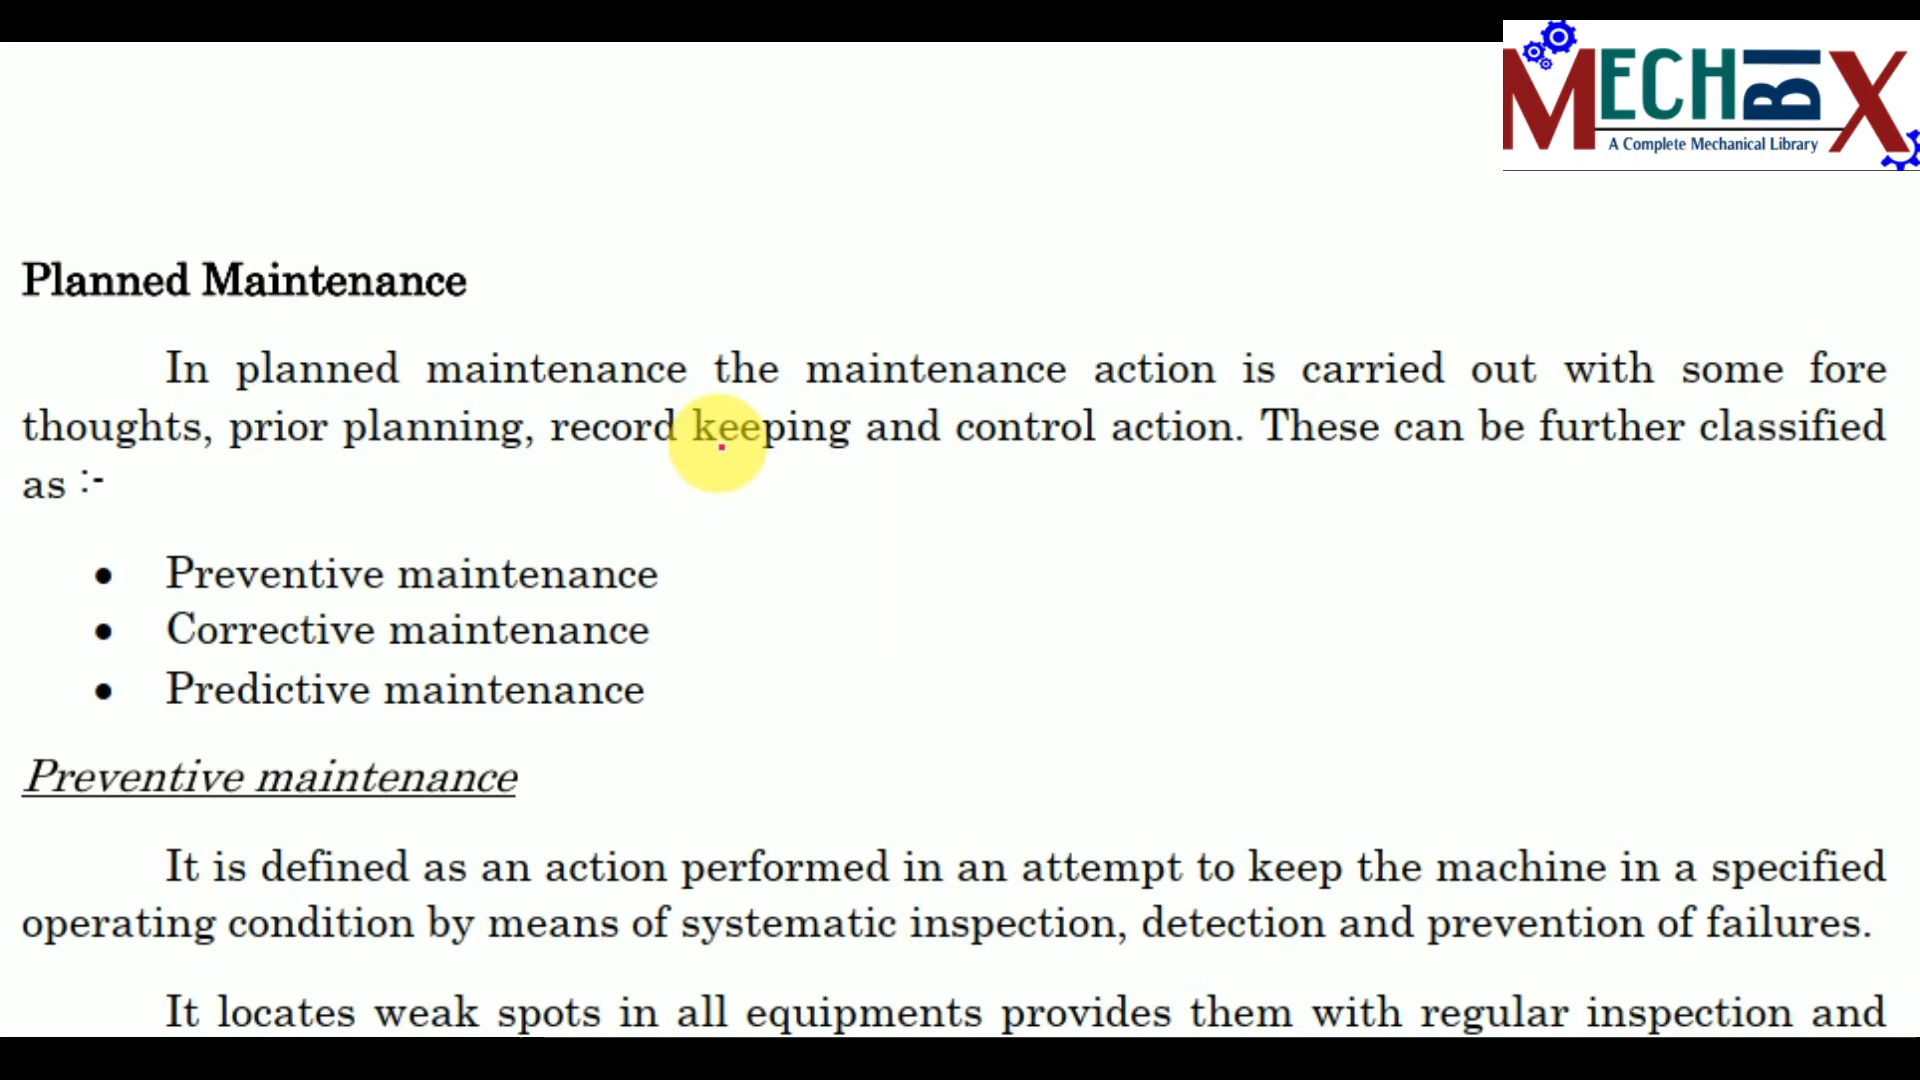 MECHBIX
A Complete Mechanical Library
Planned Maintenance
In planned maintenance the maintenance action is carried out with some fore
thoughts, prior planning, record keeping and control action. These can be further classified
as :-
• Preventive maintenance
• Corrective maintenance
• Predictive maintenance
Preventive maintenance
It is defined as an action performed in an attempt to keep the machine in a specified
operating condition by means of systematic inspection, detection and prevention of failures.
It locates weak spots in all equipments provides them with regular inspection and